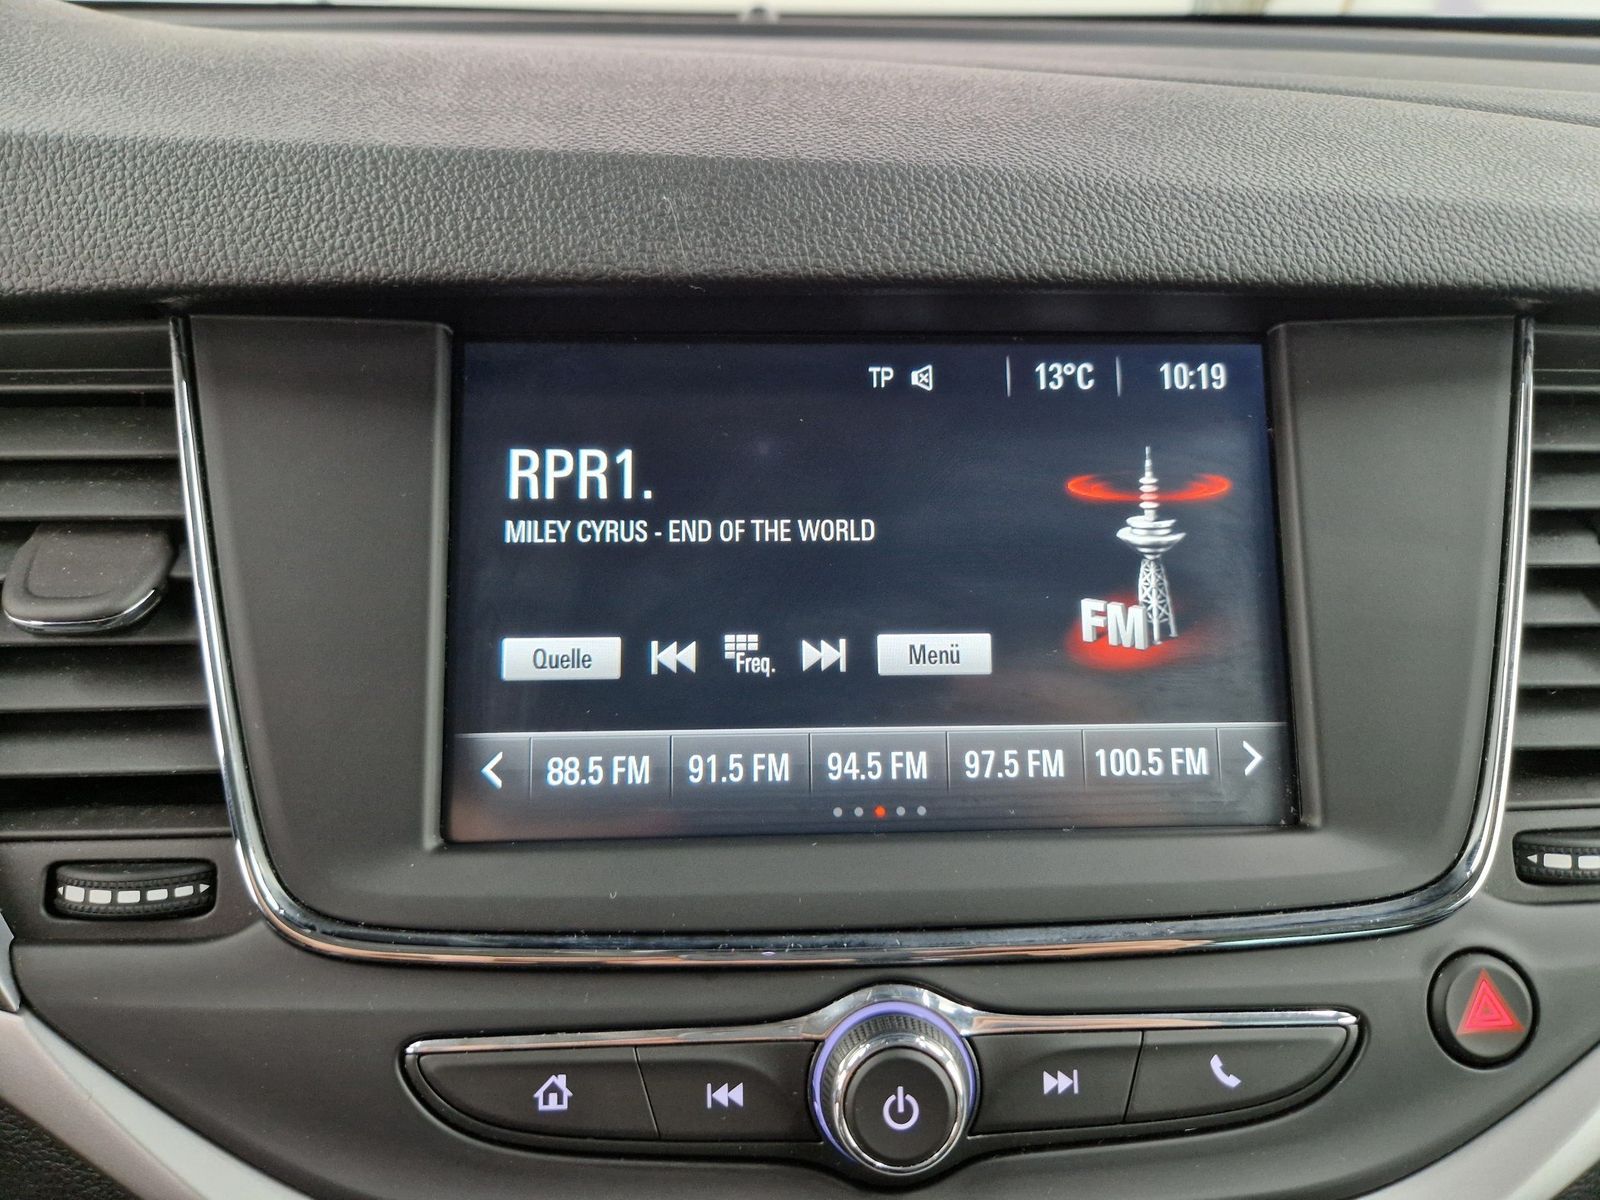 TP 13°C 10:19
RPR1.
MILEY CYRUS - END OF THE WORLD
FM
Quelle Freq. Menü
88.5 FM 91.5 FM 94.5 FM 97.5 FM 100.5 FM